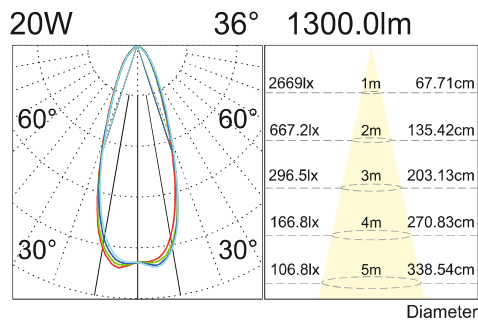 20W 36° 1300.0lm
2669lx 1m 67.71cm
60° 60°
667.2lx 2m 135.42cm
296.5lx 3m 203.13cm
166.8lx 4m 270.83cm
30° 30°
106.8lx 5m 338.54cm
Diameter